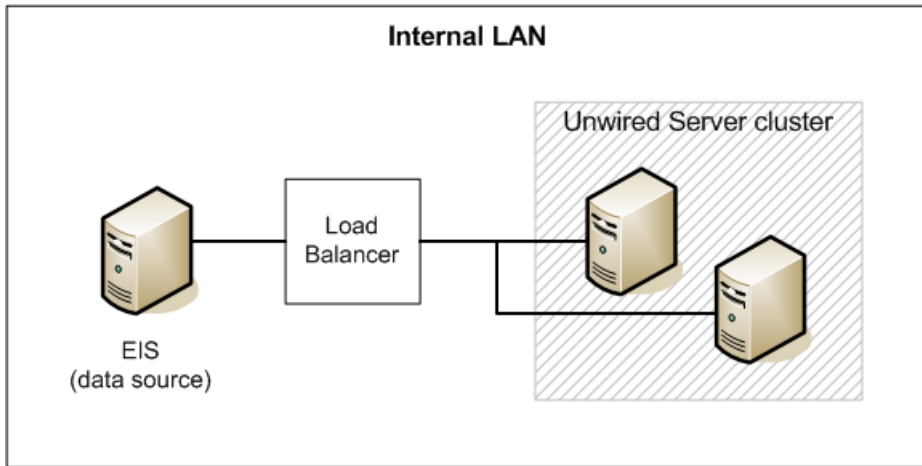 Internal LAN
Unwired Server cluster
Load
Balancer
EIS
(data source)